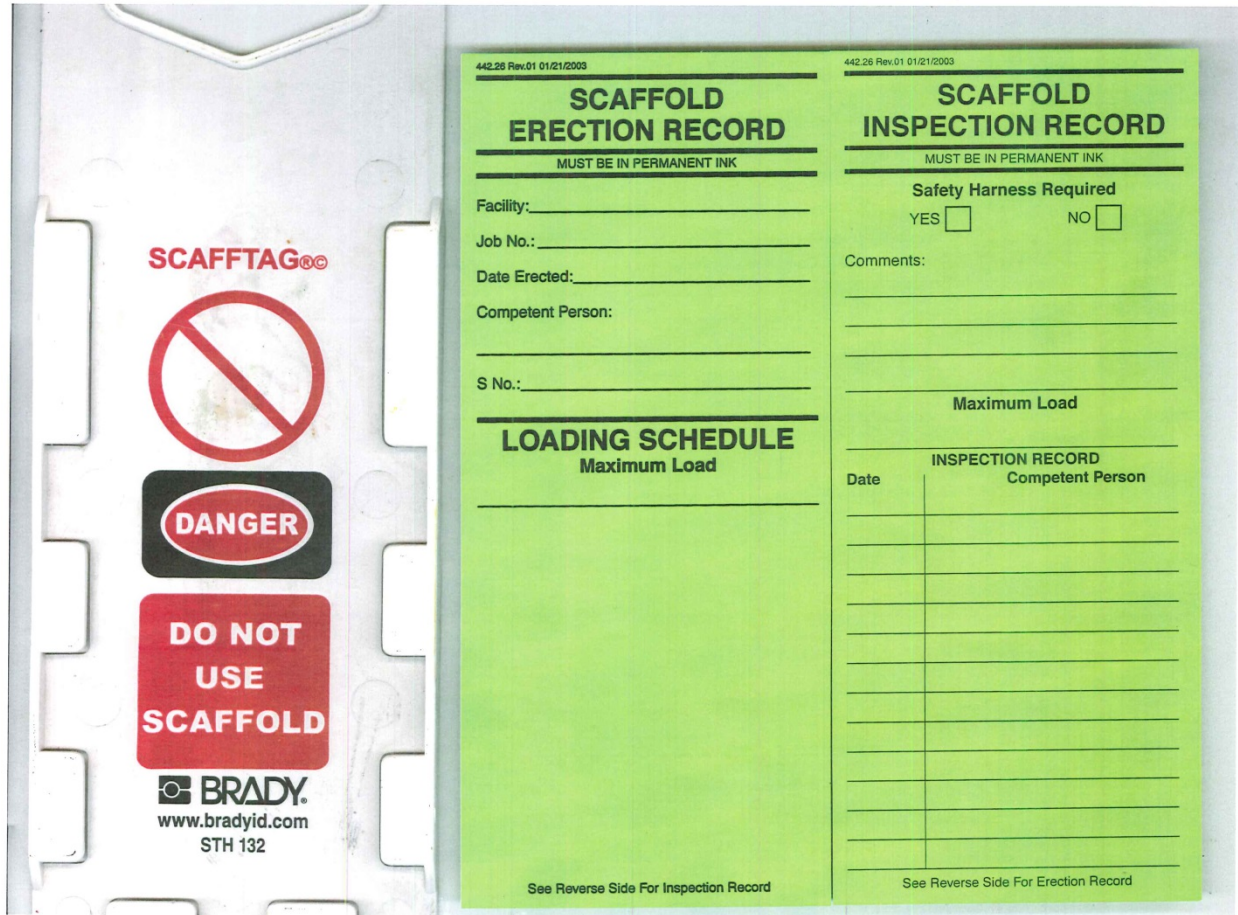 SCAFFTAG®©
DANGER
DO NOT
USE
SCAFFOLD
BRADY.
www.bradyid.com
STH 132
442.26 Rev.01 01/21/2003
SCAFFOLD
ERECTION RECORD
MUST BE IN PERMANENT INK
Facility:
Job No.:
Date Erected:
Competent Person:
S No.:
LOADING SCHEDULE
Maximum Load
See Reverse Side For Inspection Record
442.26 Rev.01 01/21/2003
SCAFFOLD
INSPECTION RECORD
MUST BE IN PERMANENT INK
Safety Harness Required
YES NO
Comments:
Maximum Load
INSPECTION RECORD
Date Competent Person
See Reverse Side For Erection Record